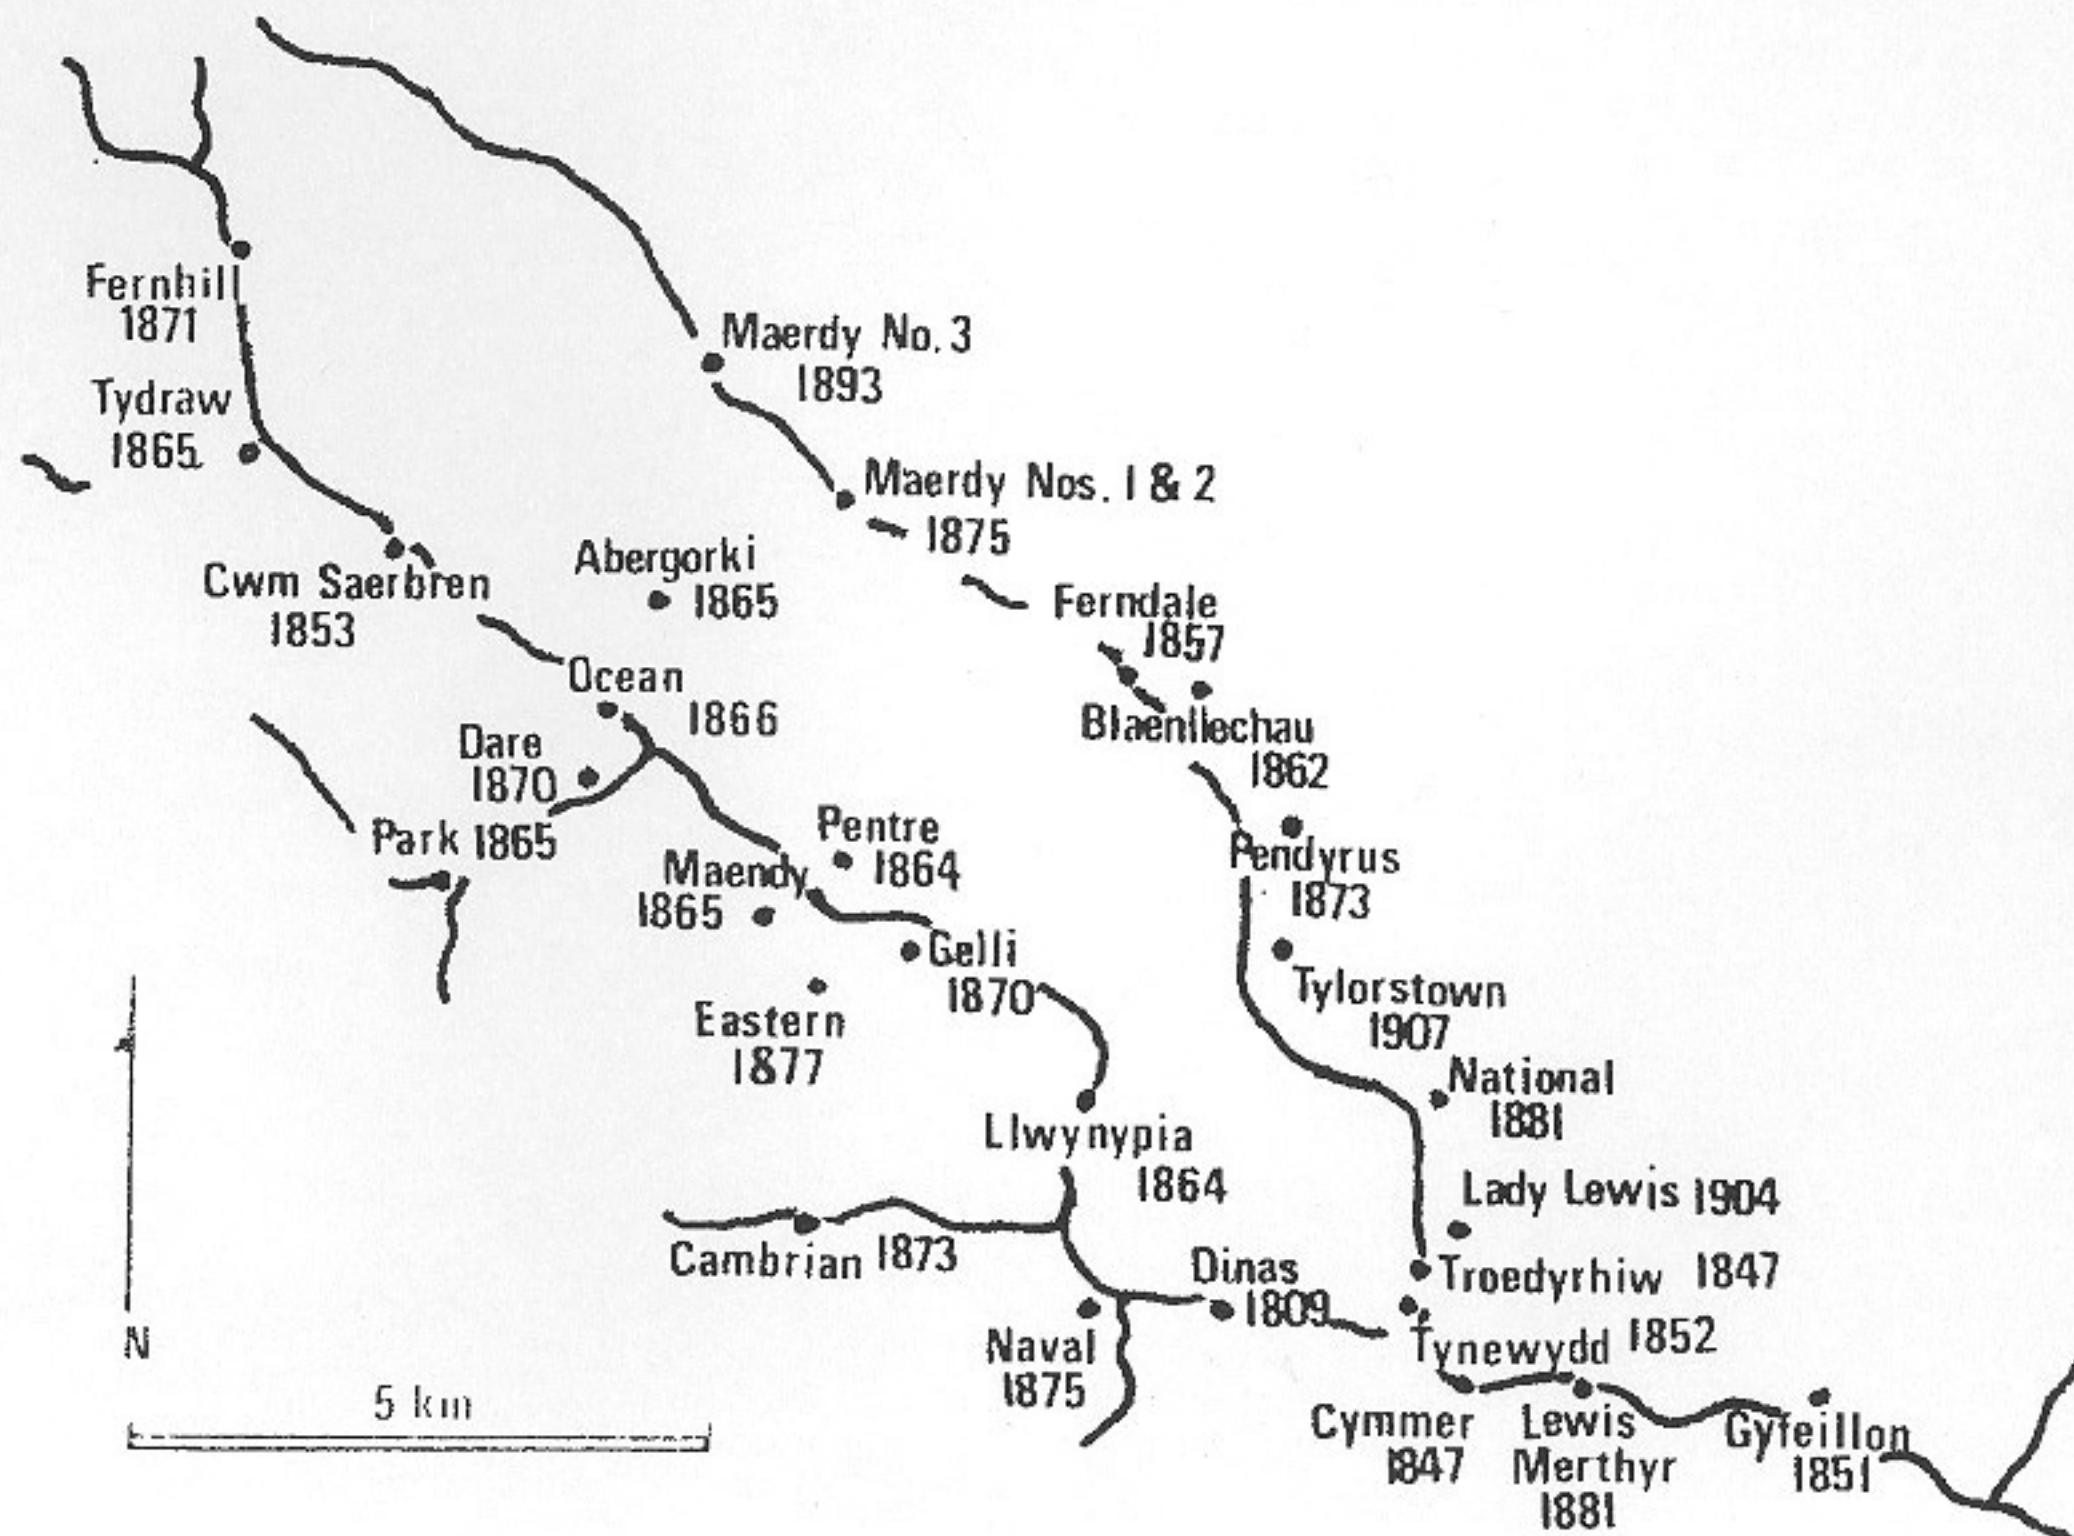 Fernhill
1871
Maerdy No. 3
1893
Tydraw
1865
Maerdy Nos. 1 & 2
1875
Abergorki
1865
Cwm Saerbren
1853
Ferndale
1857
Ocean
1866
Blaenllechau
1862
Dare
1870
Park 1865
Pentre
1864
Maendy
1865
Pendyrus
1873
Gelli
1870
Tylorstown
1907
Eastern
1877
National
1881
Llwynypia
1864
Lady Lewis 1904
Cambrian 1873
Dinas
1809
Troedyrhiw 1847
Tynewydd 1852
Naval
1875
N
5 km
Cymmer
1847
Lewis
Merthyr
1881
Gyfeillon
1851